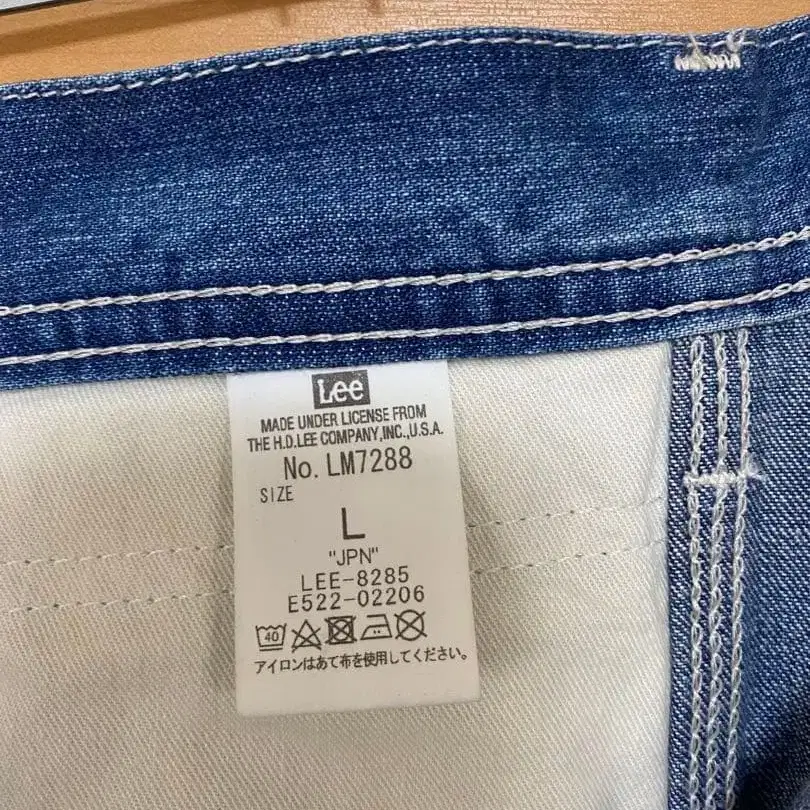 Lee
MADE UNDER LICENSE FROM
THE H.D.LEE COMPANY,INC.,U.S.A.
No. LM7288
SIZE
L
"JPN"
LEE-8285
E522-02206
40
アイロンはあて布を使用してください。